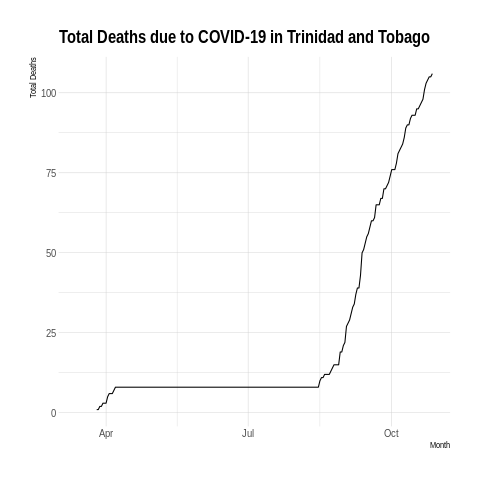 Total Deaths due to COVID-19 in Trinidad and Tobago
Total Deaths
100
75
50
25
0
Apr Jul Oct
Month